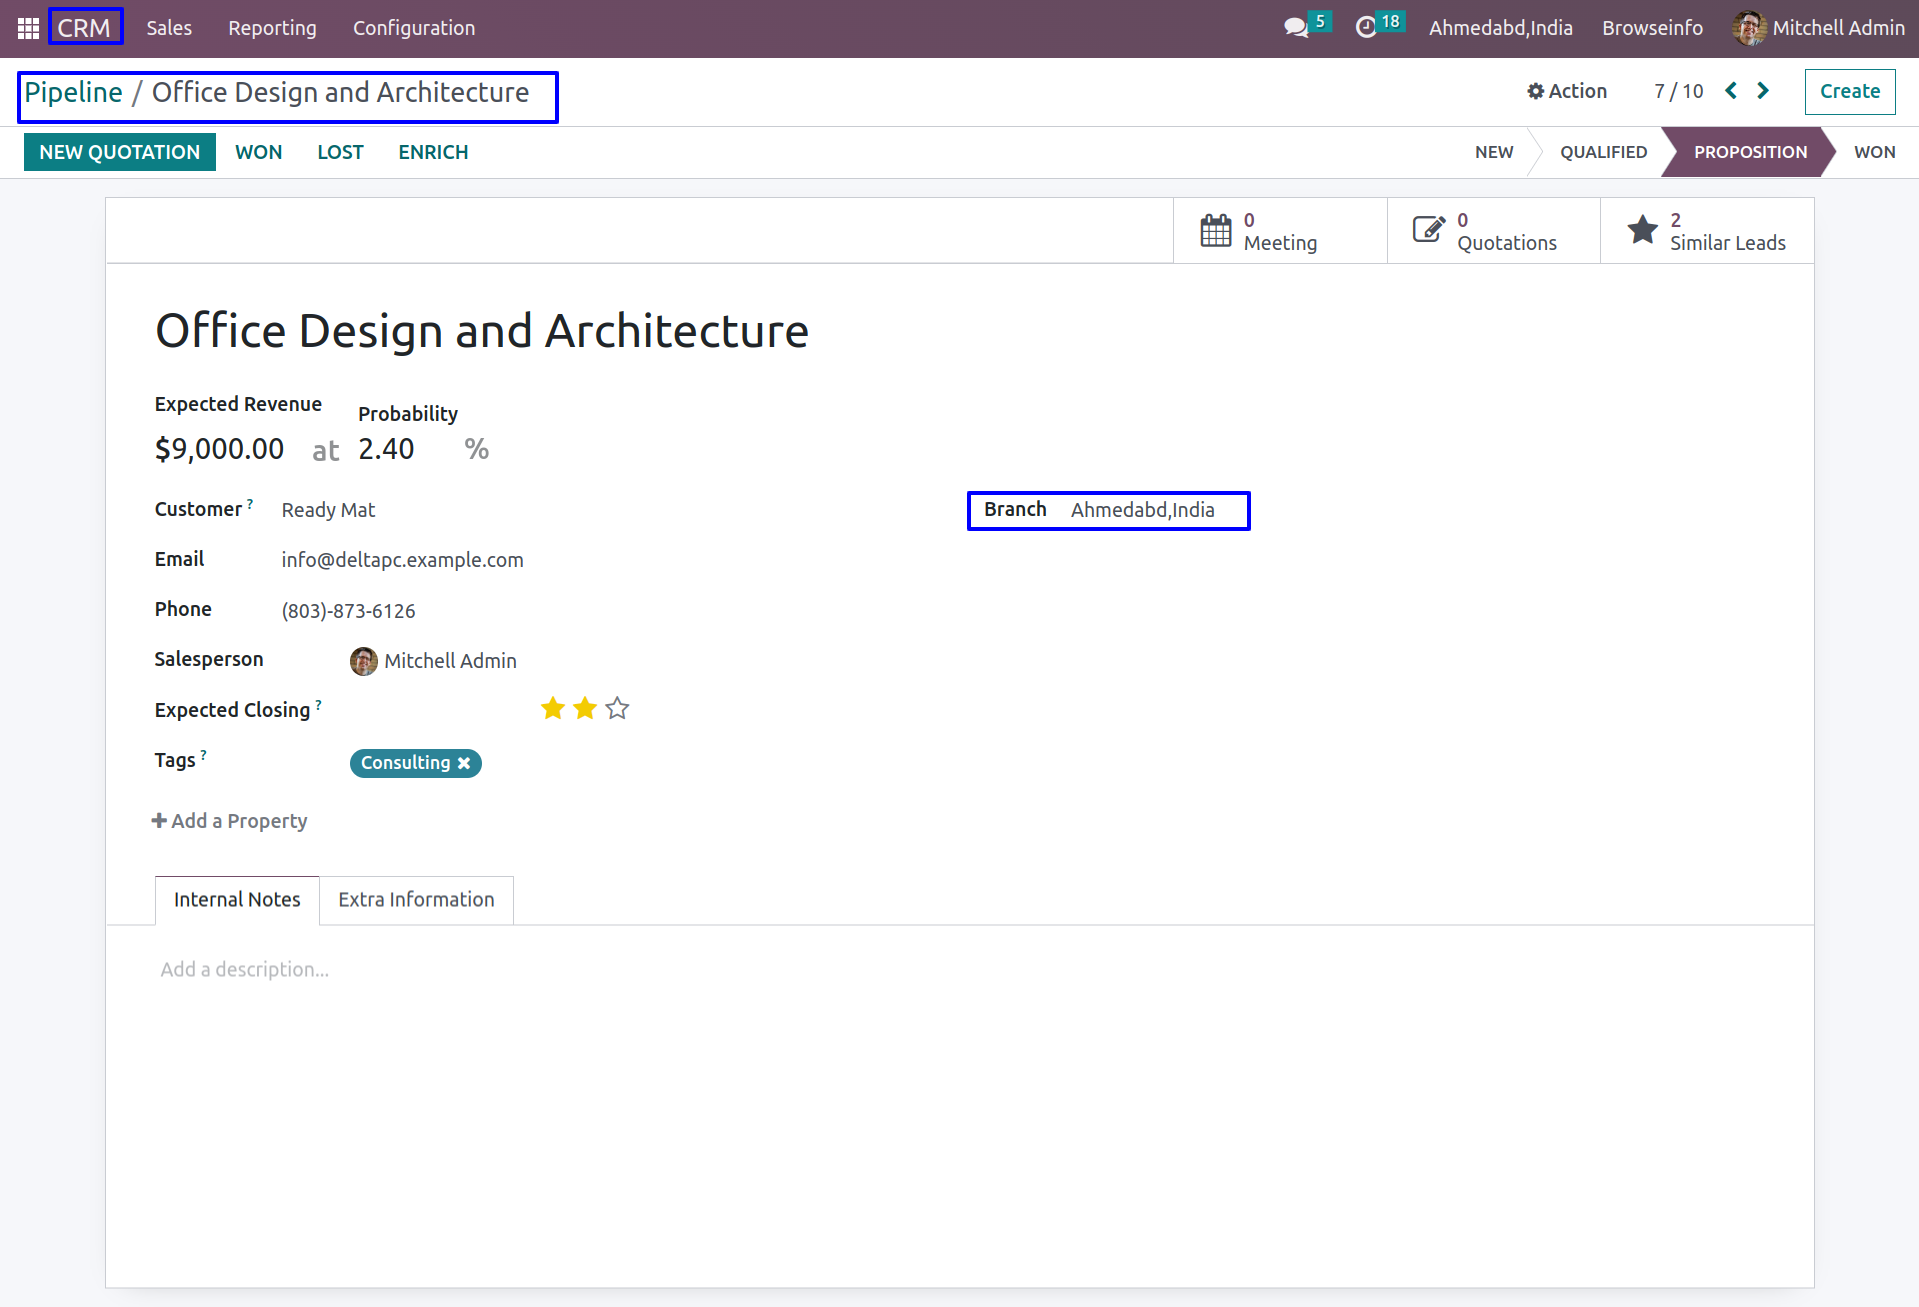 CRM Sales Reporting Configuration 5 18 Ahmedabd,India Browseinfo Mitchell Admin
Pipeline / Office Design and Architecture Action 7 / 10 Create
NEW QUOTATION WON LOST ENRICH NEW QUALIFIED PROPOSITION WON
0 Meeting
0 Quotations
2 Similar Leads
Office Design and Architecture
Expected Revenue Probability
$9,000.00 at 2.40 %
Customer ? Ready Mat Branch Ahmedabd,India
Email info@deltapc.example.com
Phone (803)-873-6126
Salesperson Mitchell Admin
Expected Closing ?
Tags ? Consulting
Add a Property
Internal Notes Extra Information
Add a description...